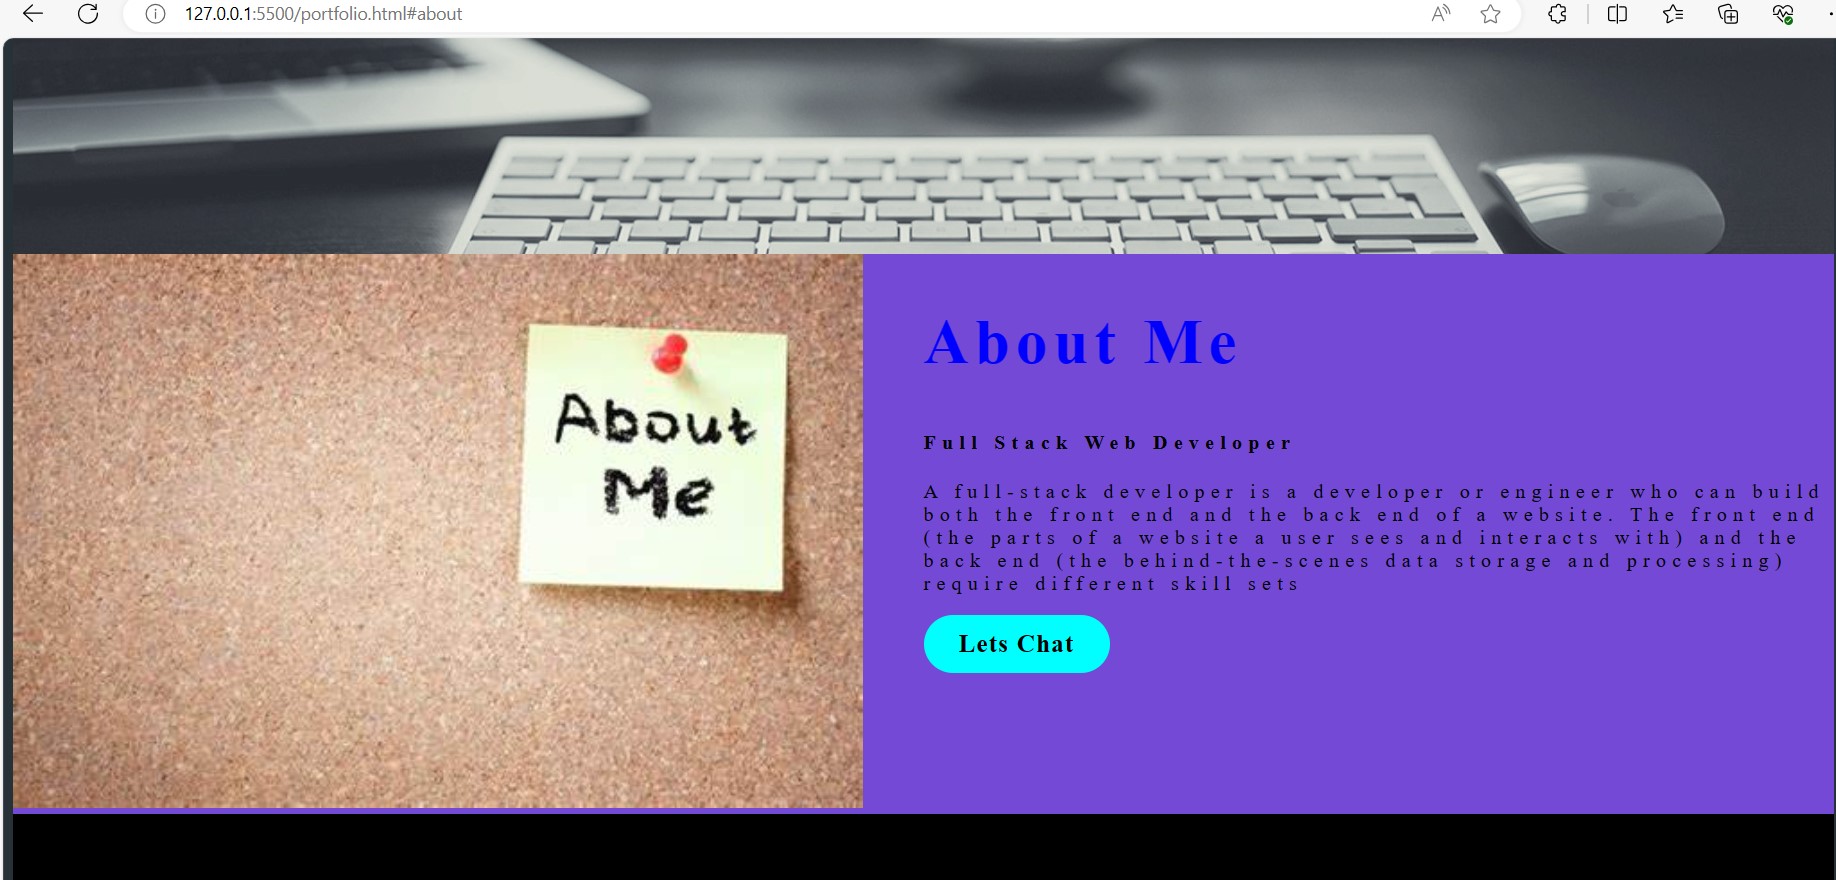 127.0.0.1:5500/portfolio.html#about
About
Me
About Me
Full Stack Web Developer
A full-stack developer is a developer or engineer who can build
both the front end and the back end of a website. The front end
(the parts of a website a user sees and interacts with) and the
back end (the behind-the-scenes data storage and processing)
require different skill sets
Lets Chat